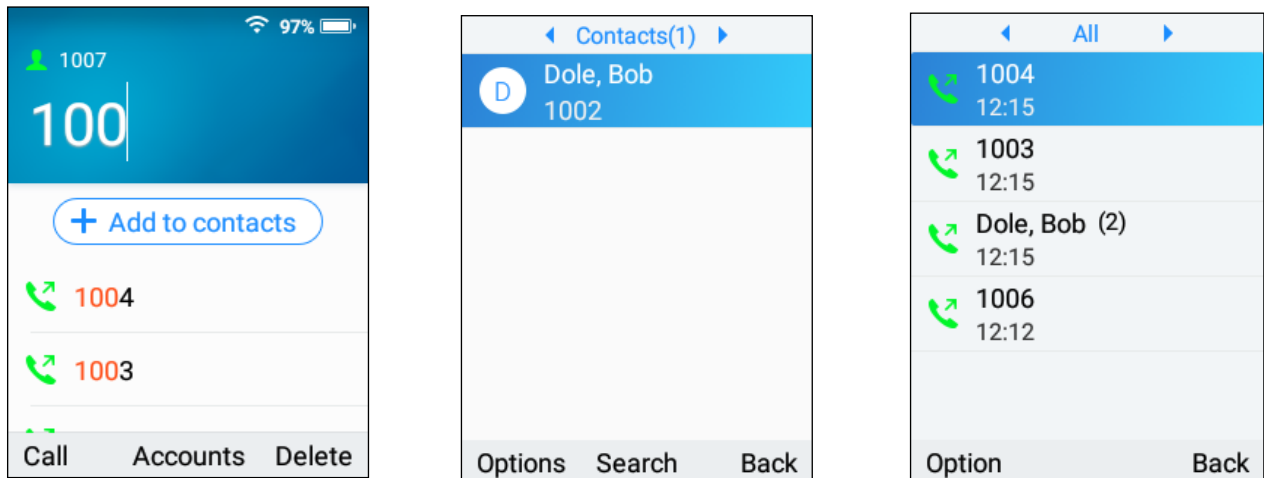 97%
1007
100
+ Add to contacts
1004
1003
Call Accounts Delete
Contacts(1)
D
Dole, Bob
1002
Options Search Back
All
1004
12:15
1003
12:15
Dole, Bob (2)
12:15
1006
12:12
Option Back